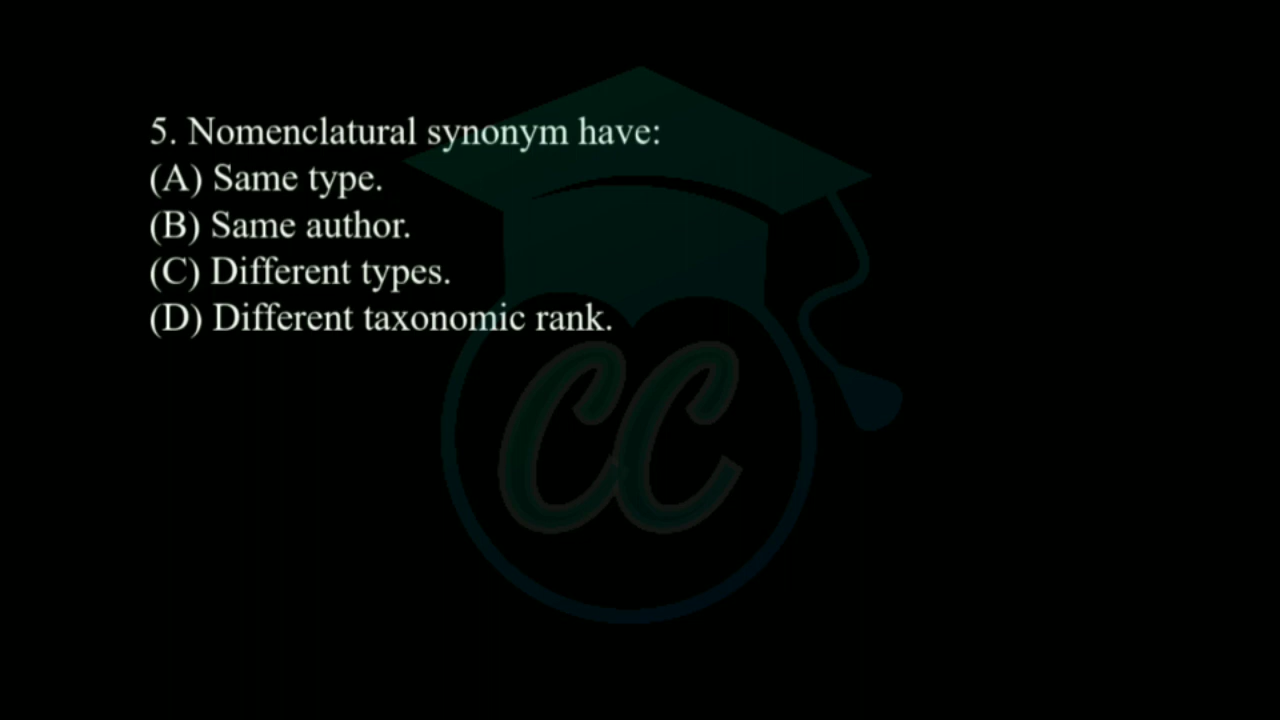 5. Nomenclatural synonym have:
(A) Same type.
(B) Same author.
(C) Different types.
(D) Different taxonomic rank.
CC